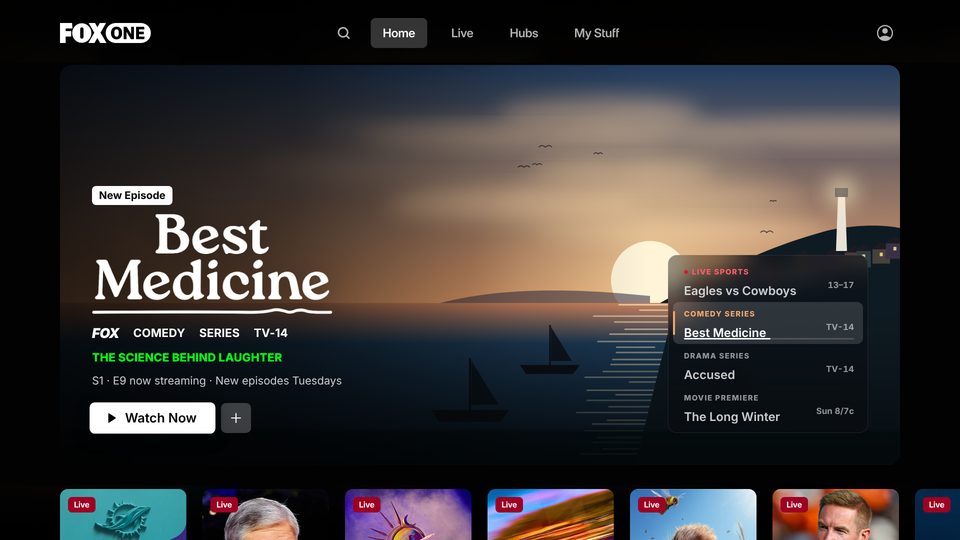 FOX ONE
Home
Live
Hubs
My Stuff
New Episode
Best
Medicine
FOX COMEDY SERIES TV-14
THE SCIENCE BEHIND LAUGHTER
S1 · E9 now streaming · New episodes Tuesdays
Watch Now
LIVE SPORTS
Eagles vs Cowboys 13–17
COMEDY SERIES
Best Medicine TV-14
DRAMA SERIES
Accused TV-14
MOVIE PREMIERE
The Long Winter Sun 8/7c
Live
Live
Live
Live
Live
Live
Live